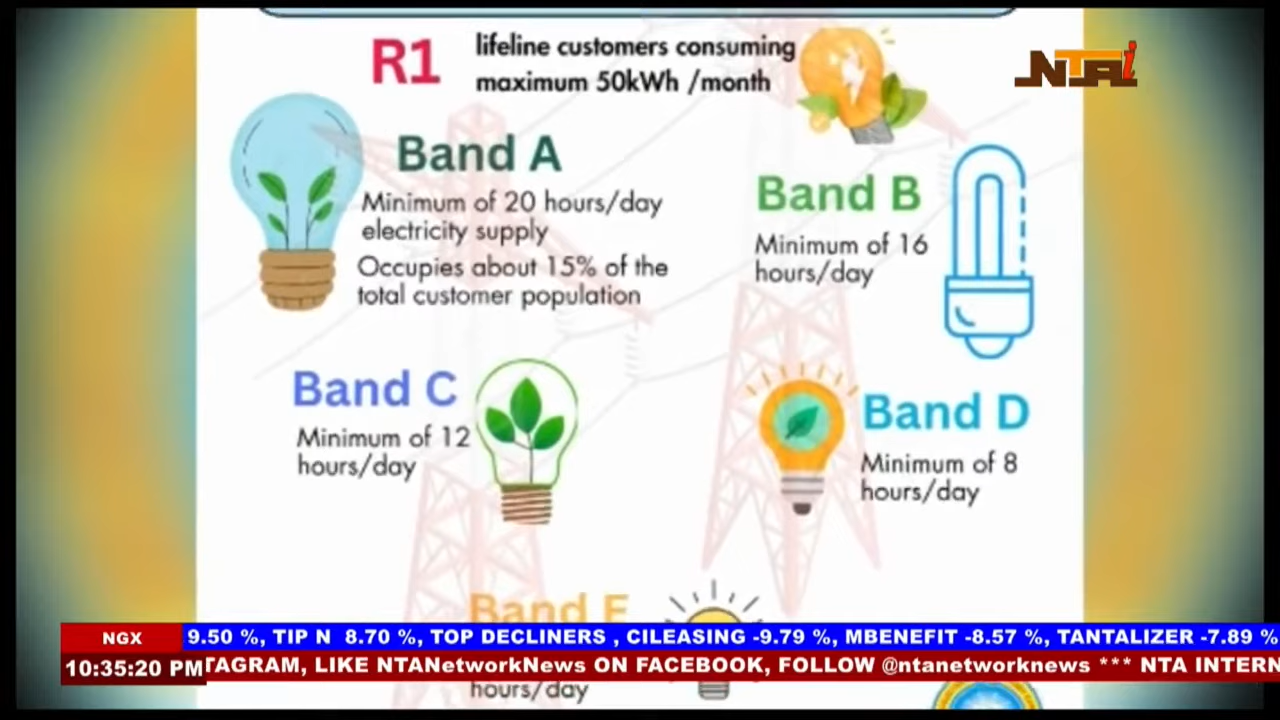 R1
lifeline customers consuming
maximum 50kWh /month
NTAi
Band A
Minimum of 20 hours/day
electricity supply
Occupies about 15% of the
total customer population
Band B
Minimum of 16
hours/day
Band C
Minimum of 12
hours/day
Band D
Minimum of 8
hours/day
Band E
NGX
9.50 %, TIP N 8.70 %, TOP DECLINERS , CILEASING -9.79 %, MBENEFIT -8.57 %, TANTALIZER -7.89 %
10:35:20 PM
TAGRAM, LIKE NTANetworkNews ON FACEBOOK, FOLLOW @ntanetworknews *** NTA INTERN
hours/day